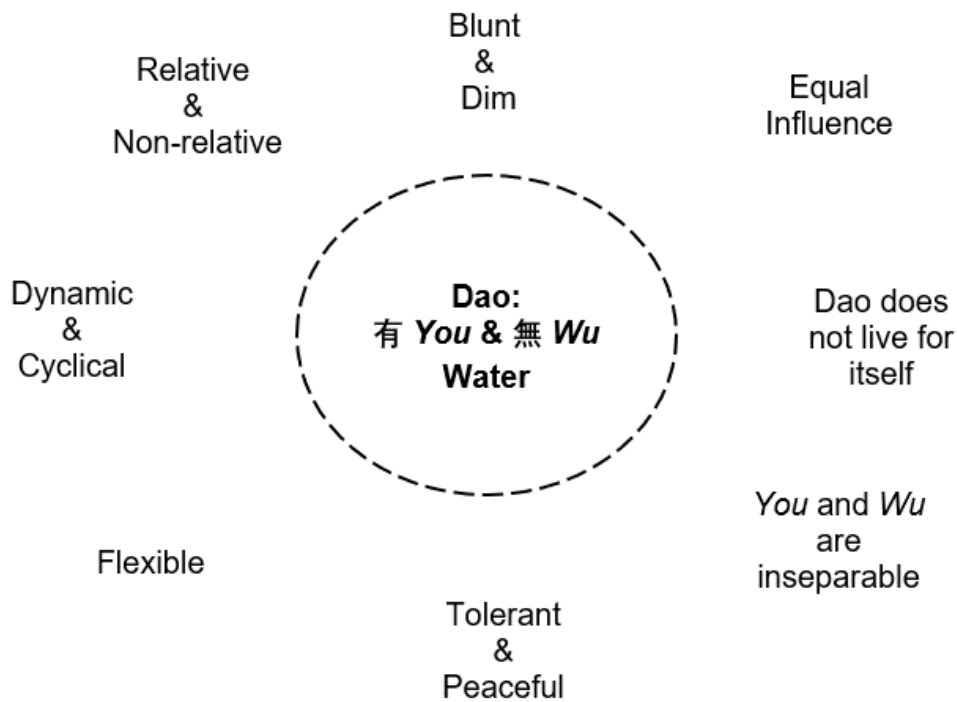 Blunt
&
Dim
Relative
&
Non-relative
Equal
Influence
Dynamic
&
Cyclical
Dao:
有 You & 無 Wu
Water
Dao does
not live for
itself
You and Wu
are
inseparable
Flexible
Tolerant
&
Peaceful